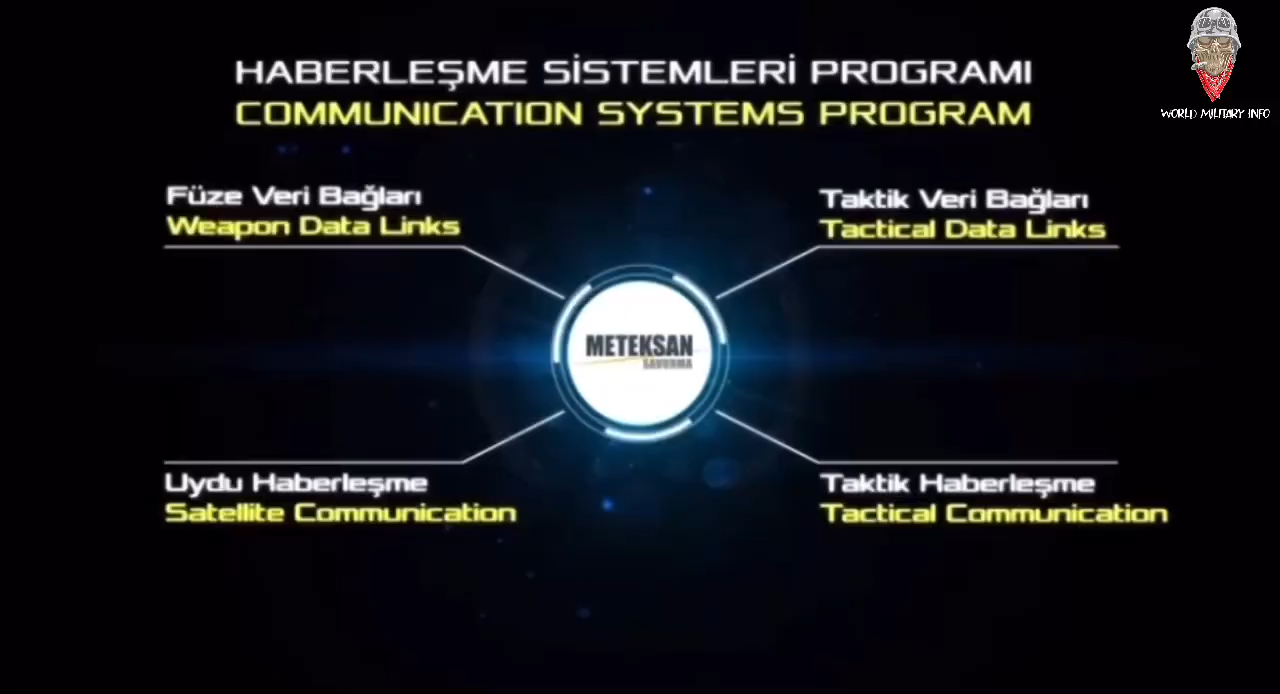 HABERLEŞME SİSTEMLERİ PROGRAMI
COMMUNICATION SYSTEMS PROGRAM
WORLD MILITARY INFO
Füze Veri Bağları
Weapon Data Links
Taktik Veri Bağları
Tactical Data Links
METEKSAN
SAVUNMA
Uydu Haberleşme
Satellite Communication
Taktik Haberleşme
Tactical Communication